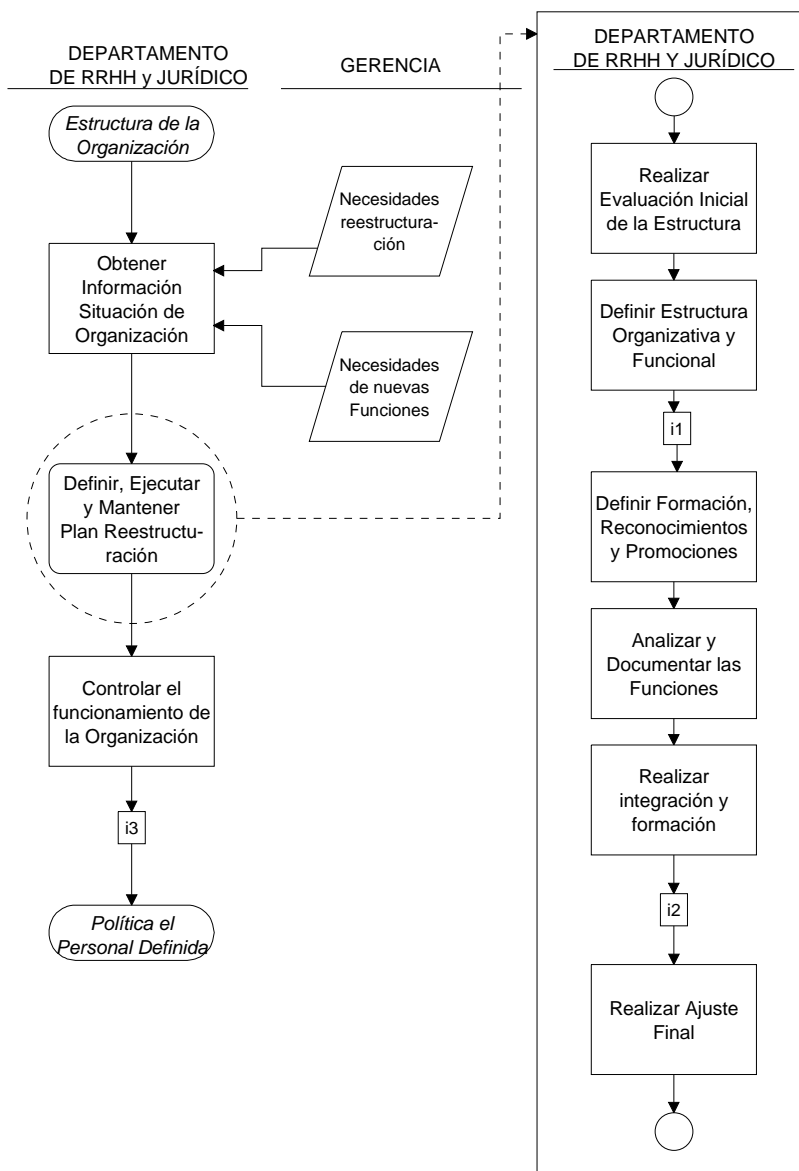 DEPARTAMENTO
DE RRHH y JURÍDICO
GERENCIA
Estructura de la
Organización
Necesidades
reestructura-
ción
Obtener
Información
Situación de
Organización
Necesidades
de nuevas
Funciones
Definir, Ejecutar
y Mantener
Plan Reestructu-
ración
Controlar el
funcionamiento de
la Organización
i3
Política el
Personal Definida
DEPARTAMENTO
DE RRHH Y JURÍDICO
Realizar
Evaluación Inicial
de la Estructura
Definir Estructura
Organizativa y
Funcional
i1
Definir Formación,
Reconocimientos
y Promociones
Analizar y
Documentar las
Funciones
Realizar
integración y
formación
i2
Realizar Ajuste
Final